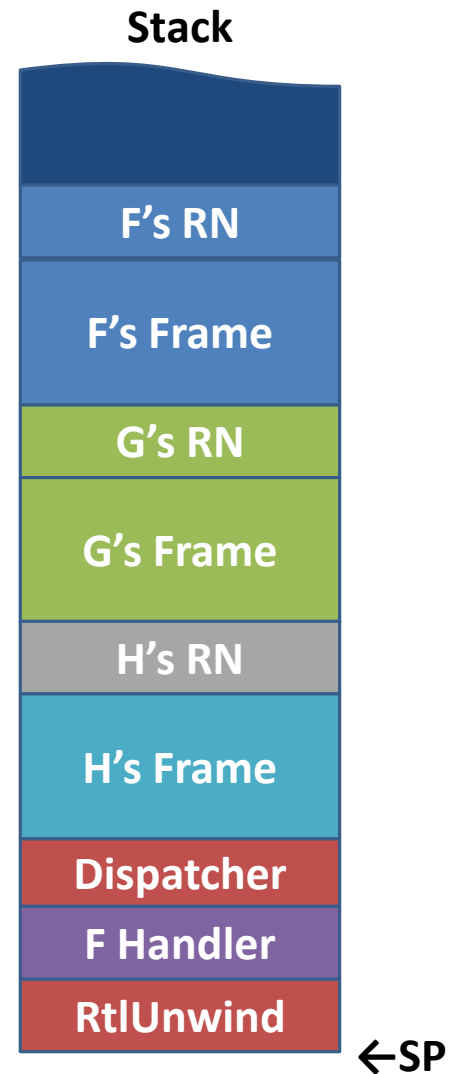 Stack
F’s RN
F’s Frame
G’s RN
G’s Frame
H’s RN
H’s Frame
Dispatcher
F Handler
RtlUnwind
←SP